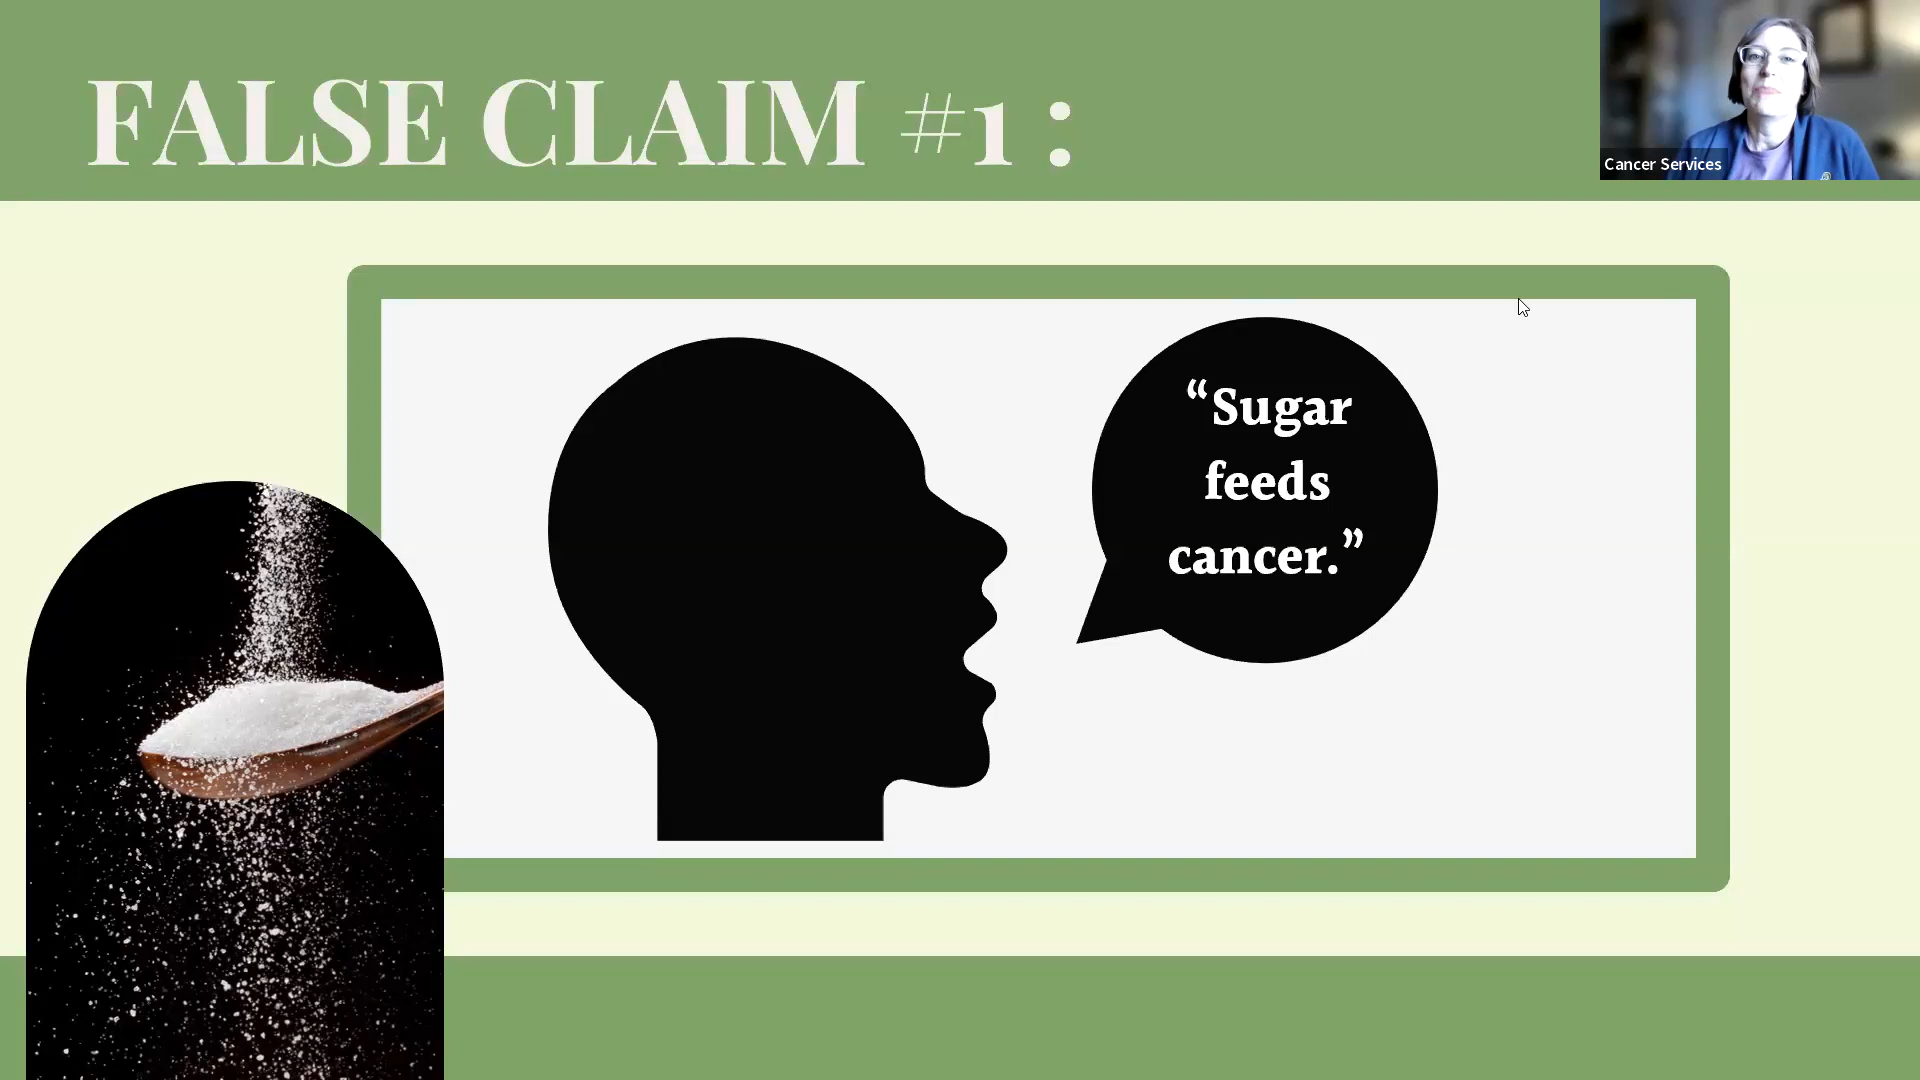 FALSE CLAIM #1 :
Cancer Services
“Sugar
feeds
cancer.”